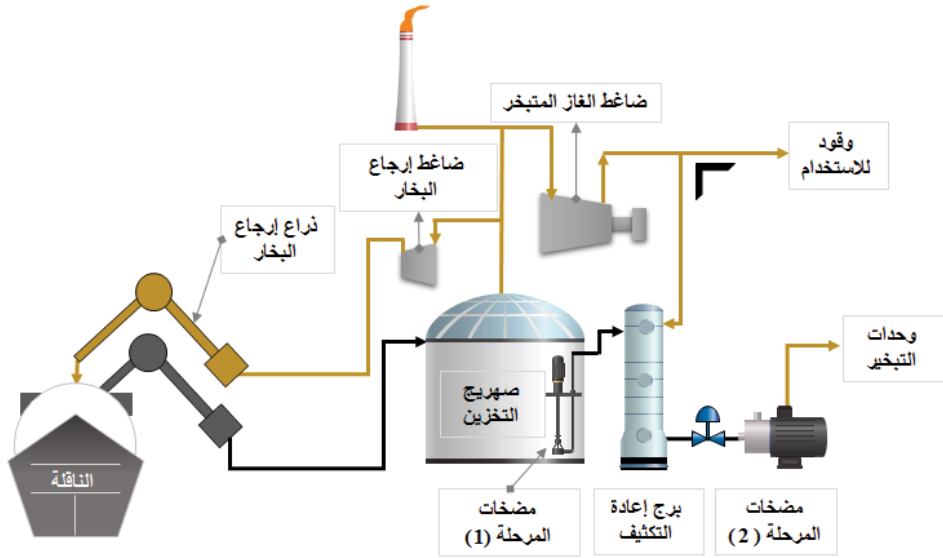 ضاغط الغاز المتبخر
وقود
للاستخدام
ضاغط إرجاع
البخار
ذراع إرجاع
البخار
وحدات
التبخير
صهريج
التخزين
الناقلة
مضخات
المرحلة (1)
برج إعادة
التكثيف
مضخات
المرحلة (2)